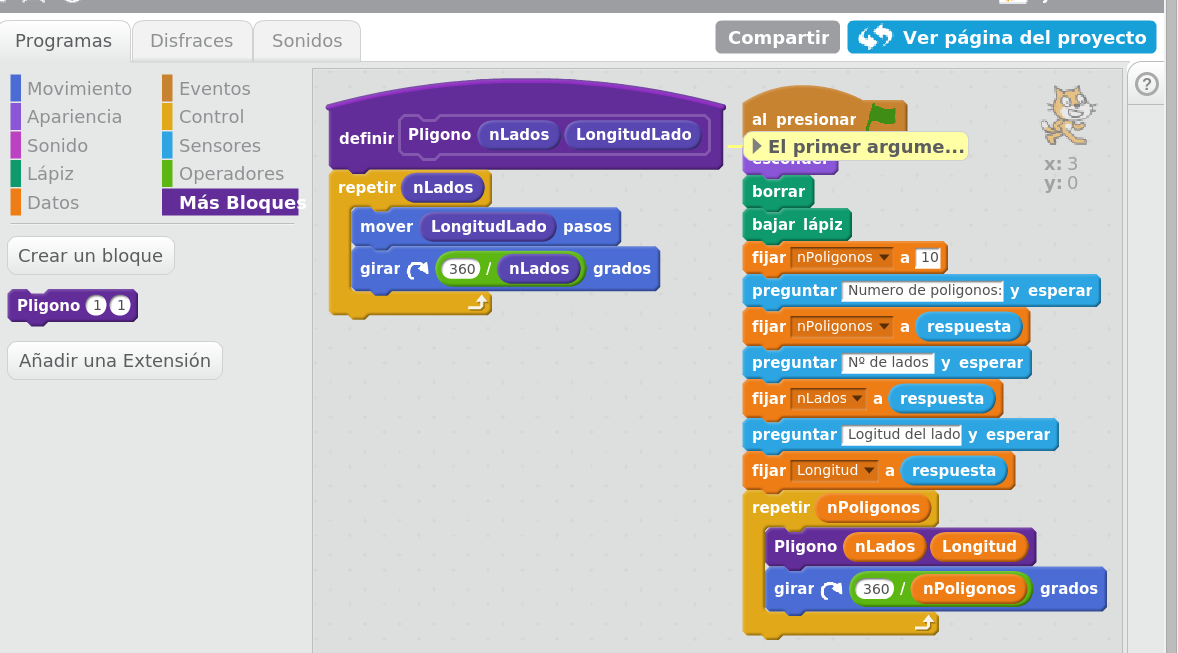 Programas Disfraces Sonidos Compartir Ver página del proyecto
Movimiento Eventos
Apariencia Control
Sonido Sensores
Lápiz Operadores
Datos Más Bloques
Crear un bloque
Pligono 1 1
Añadir una Extensión
definir Pligono nLados LongitudLado
repetir nLados
mover LongitudLado pasos
girar 360 / nLados grados
al presionar
El primer argume...
esconder
borrar
bajar lápiz
fijar nPoligonos a 10
preguntar Numero de poligonos: y esperar
fijar nPoligonos a respuesta
preguntar Nº de lados y esperar
fijar nLados a respuesta
preguntar Logitud del lado y esperar
fijar Longitud a respuesta
repetir nPoligonos
Pligono nLados Longitud
girar 360 / nPoligonos grados
?
x: 3
y: 0